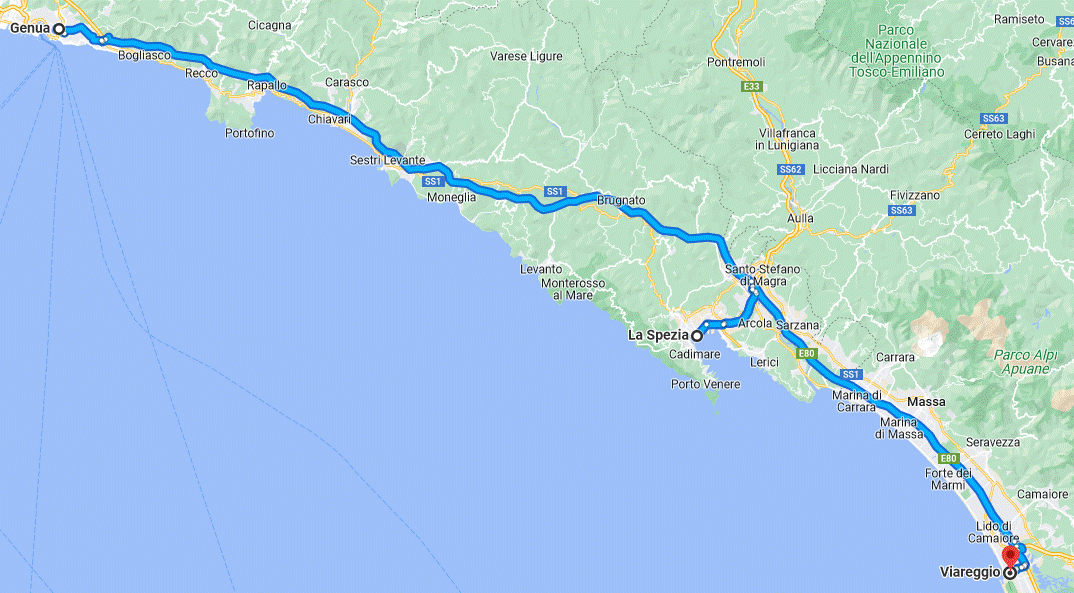 Genua
Cicagna
Ramiseto
SS6
Cervare
Busana
Parco
Nazionale
dell'Appennino
Tosco-Emiliano
Bogliasco
Varese Ligure
Pontremoli
Recco
Rapallo
Carasco
E33
Chiavari
Portofino
SS63
Cerreto Laghi
Villafranca
in Lunigiana
Sestri Levante
SS62
Licciana Nardi
SS1
SS1
Moneglia
Brugnato
Fivizzano
SS63
Aulla
Levanto
Monterosso
al Mare
Santo Stefano
di Magra
La Spezia
Arcola
Sarzana
Cadimare
Lerici
E80
Carrara
Parco Alpi
Apuane
Porto Venere
SS1
Marina di
Carrara
Massa
Marina
di Massa
Seravezza
E80
Forte dei
Marmi
Camaiore
Lido di
Camaiore
Viareggio